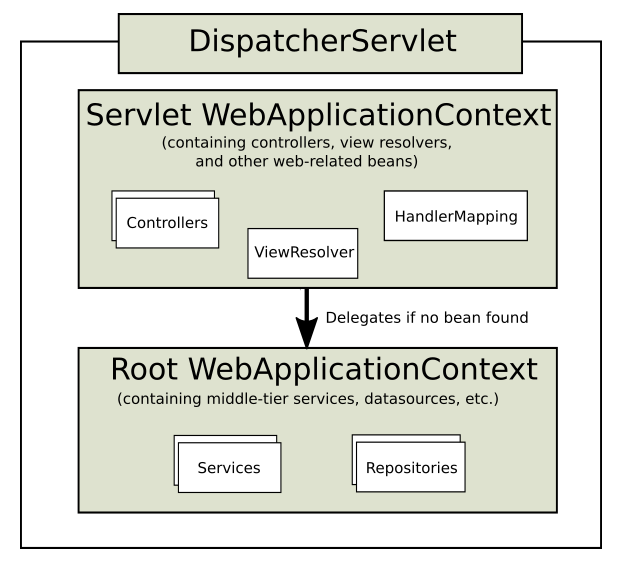 DispatcherServlet
Servlet WebApplicationContext
(containing controllers, view resolvers,
and other web-related beans)
Controllers
HandlerMapping
ViewResolver
Delegates if no bean found
Root WebApplicationContext
(containing middle-tier services, datasources, etc.)
Services
Repositories